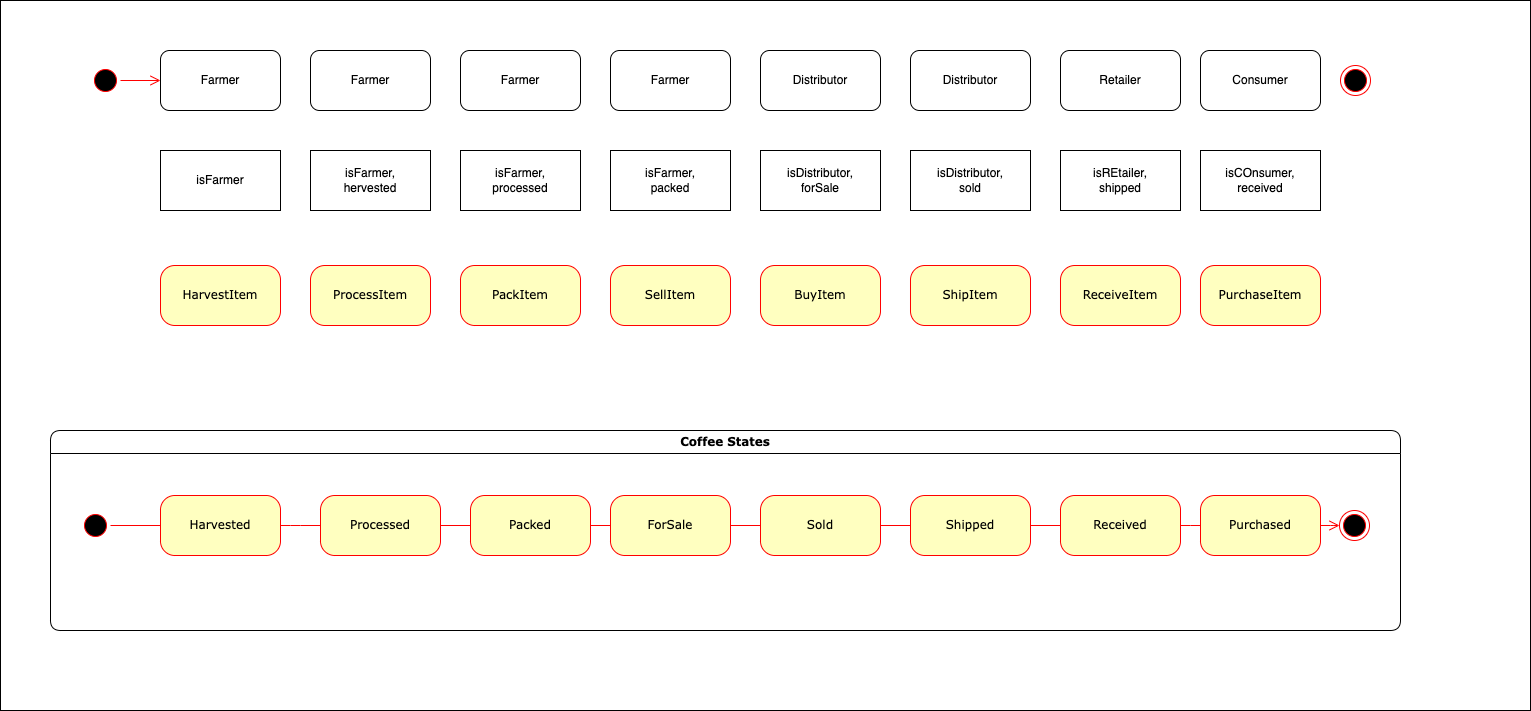 Farmer
Farmer
Farmer
Farmer
Distributor
Distributor
Retailer
Consumer
isFarmer
isFarmer,
hervested
isFarmer,
processed
isFarmer,
packed
isDistributor,
forSale
isDistributor,
sold
isREtailer,
shipped
isCOnsumer,
received
HarvestItem
ProcessItem
PackItem
SellItem
BuyItem
ShipItem
ReceiveItem
PurchaseItem
Coffee States
Harvested
Processed
Packed
ForSale
Sold
Shipped
Received
Purchased